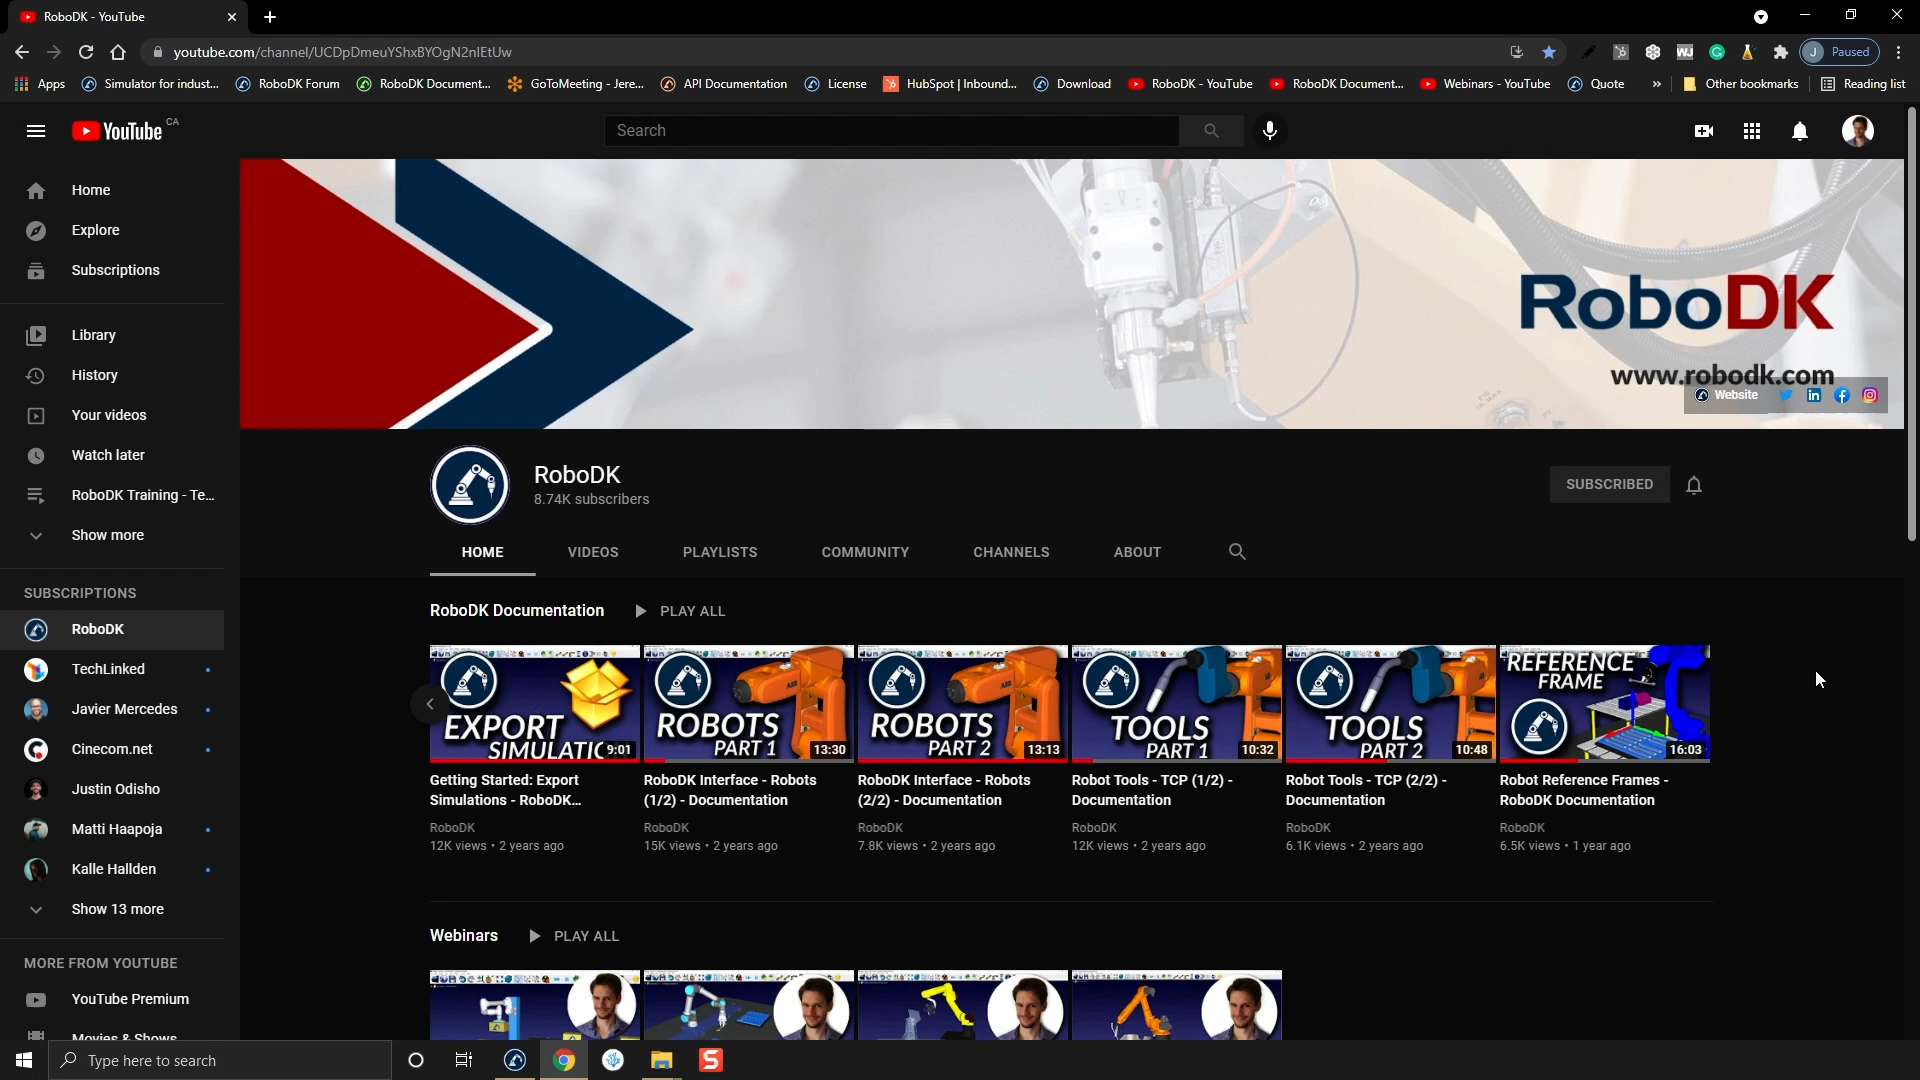 RoboDK - YouTube
youtube.com/channel/UCDpDmeuYShxBYOgN2nlEtUw
J Paused
Apps
Simulator for indust...
RoboDK Forum
RoboDK Document...
GoToMeeting - Jere...
API Documentation
License
HubSpot | Inbound...
Download
RoboDK - YouTube
RoboDK Document...
Webinars - YouTube
Quote
»
Other bookmarks
Reading list
YouTube CA
Search
Home
Explore
Subscriptions
Library
History
Your videos
Watch later
RoboDK Training - Te...
Show more
SUBSCRIPTIONS
RoboDK
TechLinked
Javier Mercedes
Cinecom.net
Justin Odisho
Matti Haapoja
Kalle Hallden
Show 13 more
MORE FROM YOUTUBE
YouTube Premium
Movies & Shows
RoboDK
www.robodk.com
Website
RoboDK
8.74K subscribers
SUBSCRIBED
HOME
VIDEOS
PLAYLISTS
COMMUNITY
CHANNELS
ABOUT
RoboDK Documentation
PLAY ALL
EXPORT
SIMULATIC
9:01
Getting Started: Export
Simulations - RoboDK...
RoboDK
12K views • 2 years ago
ABB
ROBOTS
PART 1
13:30
RoboDK Interface - Robots
(1/2) - Documentation
RoboDK
15K views • 2 years ago
ABB
ROBOTS
PART 2
13:13
RoboDK Interface - Robots
(2/2) - Documentation
RoboDK
7.8K views • 2 years ago
TOOLS
PART 1
10:32
Robot Tools - TCP (1/2) -
Documentation
RoboDK
12K views • 2 years ago
TOOLS
PART 2
10:48
Robot Tools - TCP (2/2) -
Documentation
RoboDK
6.1K views • 2 years ago
REFERENCE
FRAME
16:03
Robot Reference Frames -
RoboDK Documentation
RoboDK
6.5K views • 1 year ago
Webinars
PLAY ALL
Type here to search